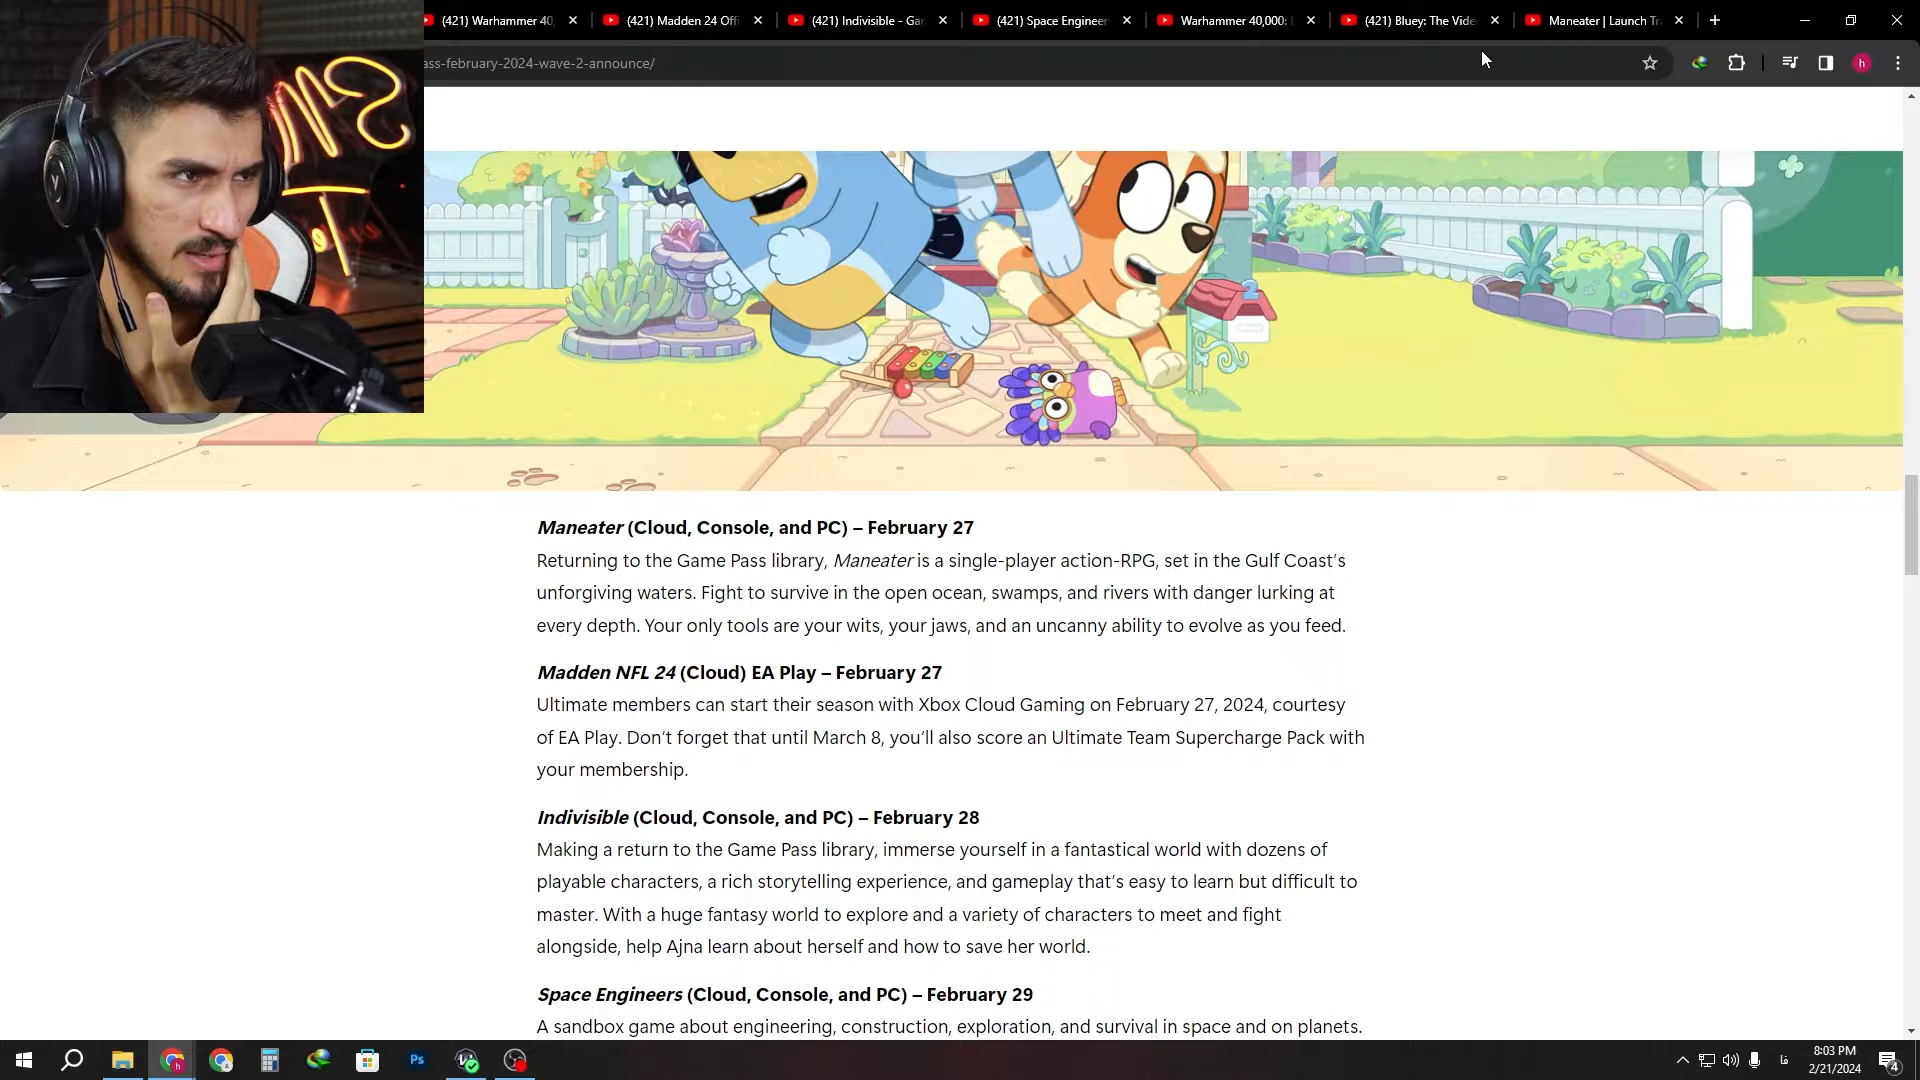 (421) Warhammer 40,
(421) Madden 24 Offi
(421) Indivisible - Gar
(421) Space Engineer
Warhammer 40,000:
(421) Bluey: The Vide
Maneater | Launch Tr
ass-february-2024-wave-2-announce/
h
2
Maneater (Cloud, Console, and PC) – February 27
Returning to the Game Pass library, Maneater is a single-player action-RPG, set in the Gulf Coast's
unforgiving waters. Fight to survive in the open ocean, swamps, and rivers with danger lurking at
every depth. Your only tools are your wits, your jaws, and an uncanny ability to evolve as you feed.
Madden NFL 24 (Cloud) EA Play – February 27
Ultimate members can start their season with Xbox Cloud Gaming on February 27, 2024, courtesy
of EA Play. Don't forget that until March 8, you'll also score an Ultimate Team Supercharge Pack with
your membership.
Indivisible (Cloud, Console, and PC) – February 28
Making a return to the Game Pass library, immerse yourself in a fantastical world with dozens of
playable characters, a rich storytelling experience, and gameplay that's easy to learn but difficult to
master. With a huge fantasy world to explore and a variety of characters to meet and fight
alongside, help Ajna learn about herself and how to save her world.
Space Engineers (Cloud, Console, and PC) – February 29
A sandbox game about engineering, construction, exploration, and survival in space and on planets.
Ps
فا
8:03 PM
2/21/2024
4